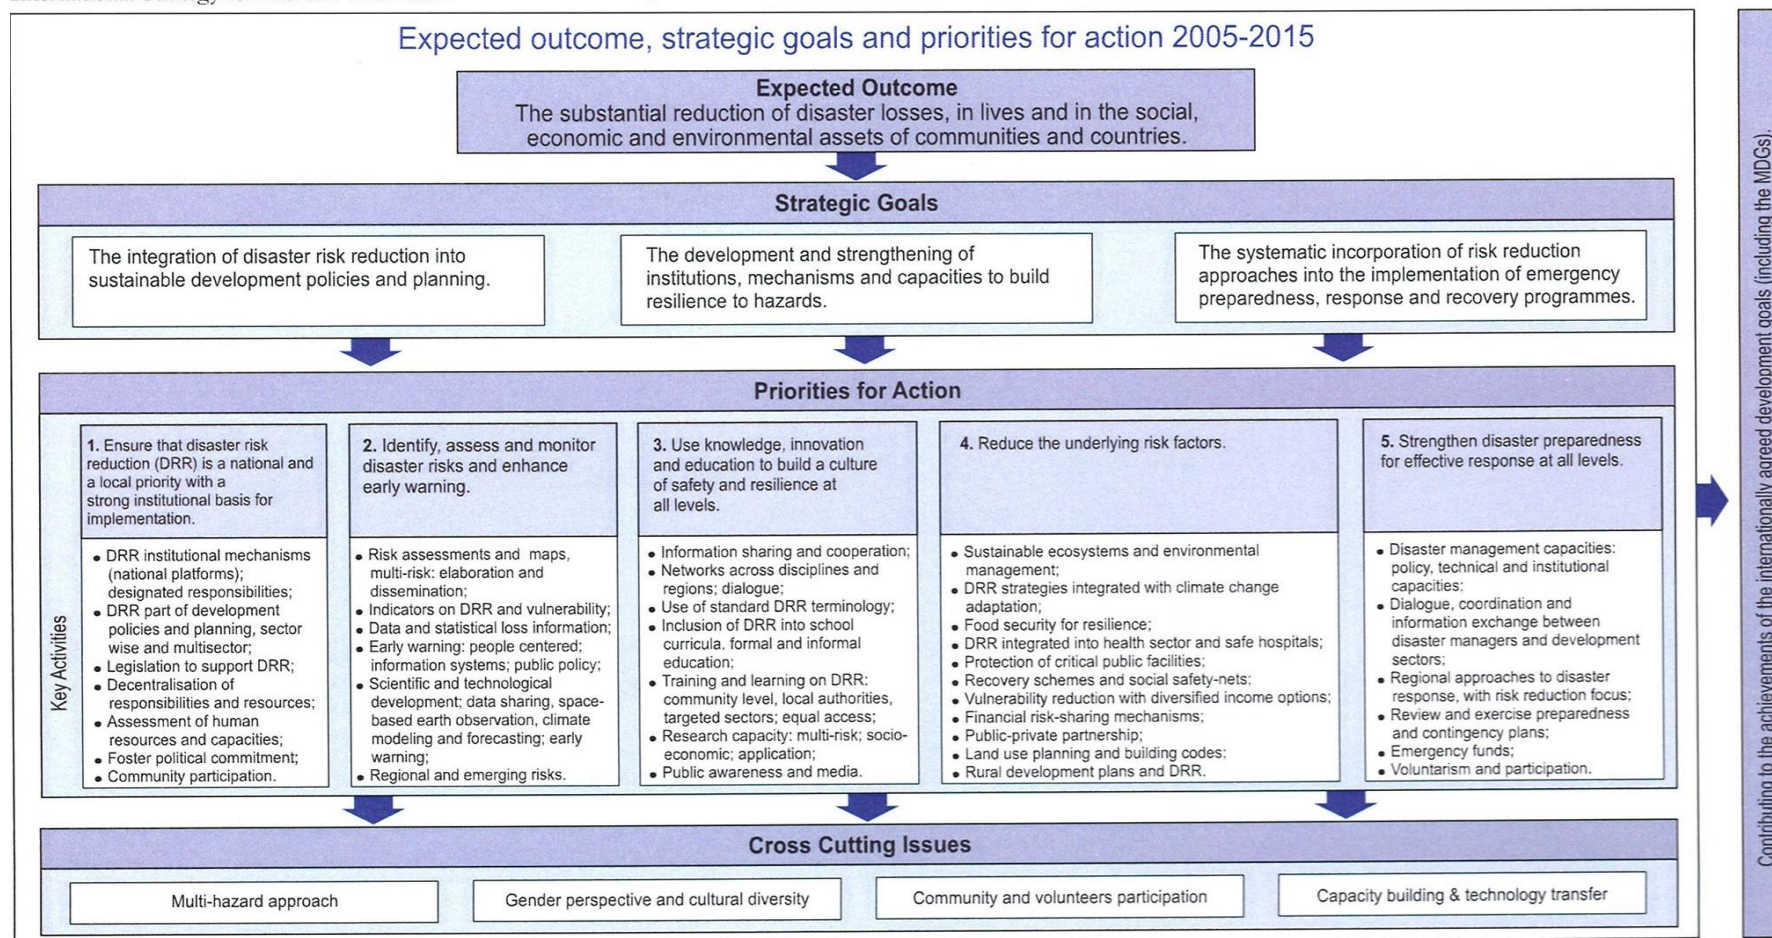 Expected outcome, strategic goals and priorities for action 2005-2015
Expected Outcome
The substantial reduction of disaster losses, in lives and in the social,
economic and environmental assets of communities and countries.
Strategic Goals
The integration of disaster risk reduction into
sustainable development policies and planning.
The development and strengthening of
institutions, mechanisms and capacities to build
resilience to hazards.
The systematic incorporation of risk reduction
approaches into the implementation of emergency
preparedness, response and recovery programmes.
Priorities for Action
Key Activities
1. Ensure that disaster risk
reduction (DRR) is a national and
a local priority with a
strong institutional basis for
implementation.
• DRR institutional mechanisms
(national platforms);
designated responsibilities;
• DRR part of development
policies and planning, sector
wise and multisector;
• Legislation to support DRR;
• Decentralisation of
responsibilities and resources;
• Assessment of human
resources and capacities;
• Foster political commitment;
• Community participation.
2. Identify, assess and monitor
disaster risks and enhance
early warning.
• Risk assessments and maps,
multi-risk: elaboration and
dissemination;
• Indicators on DRR and vulnerability;
• Data and statistical loss information;
• Early warning: people centered;
information systems; public policy;
• Scientific and technological
development; data sharing, space-
based earth observation, climate
modeling and forecasting; early
warning;
• Regional and emerging risks.
3. Use knowledge, innovation
and education to build a culture
of safety and resilience at
all levels.
• Information sharing and cooperation;
• Networks across disciplines and
regions; dialogue;
• Use of standard DRR terminology;
• Inclusion of DRR into school
curricula, formal and informal
education;
• Training and learning on DRR:
community level, local authorities,
targeted sectors; equal access;
• Research capacity: multi-risk; socio-
economic; application;
• Public awareness and media.
4. Reduce the underlying risk factors.
• Sustainable ecosystems and environmental
management;
• DRR strategies integrated with climate change
adaptation;
• Food security for resilience;
• DRR integrated into health sector and safe hospitals;
• Protection of critical public facilities;
• Recovery schemes and social safety-nets;
• Vulnerability reduction with diversified income options;
• Financial risk-sharing mechanisms;
• Public-private partnership;
• Land use planning and building codes;
• Rural development plans and DRR.
5. Strengthen disaster preparedness
for effective response at all levels.
• Disaster management capacities:
policy, technical and institutional
capacities;
• Dialogue, coordination and
information exchange between
disaster managers and development
sectors;
• Regional approaches to disaster
response, with risk reduction focus;
• Review and exercise preparedness
and contingency plans;
• Emergency funds;
• Voluntarism and participation.
Cross Cutting Issues
Multi-hazard approach
Gender perspective and cultural diversity
Community and volunteers participation
Capacity building & technology transfer
Contributing to the achievements of the internationally agreed development goals (including the MDGs).